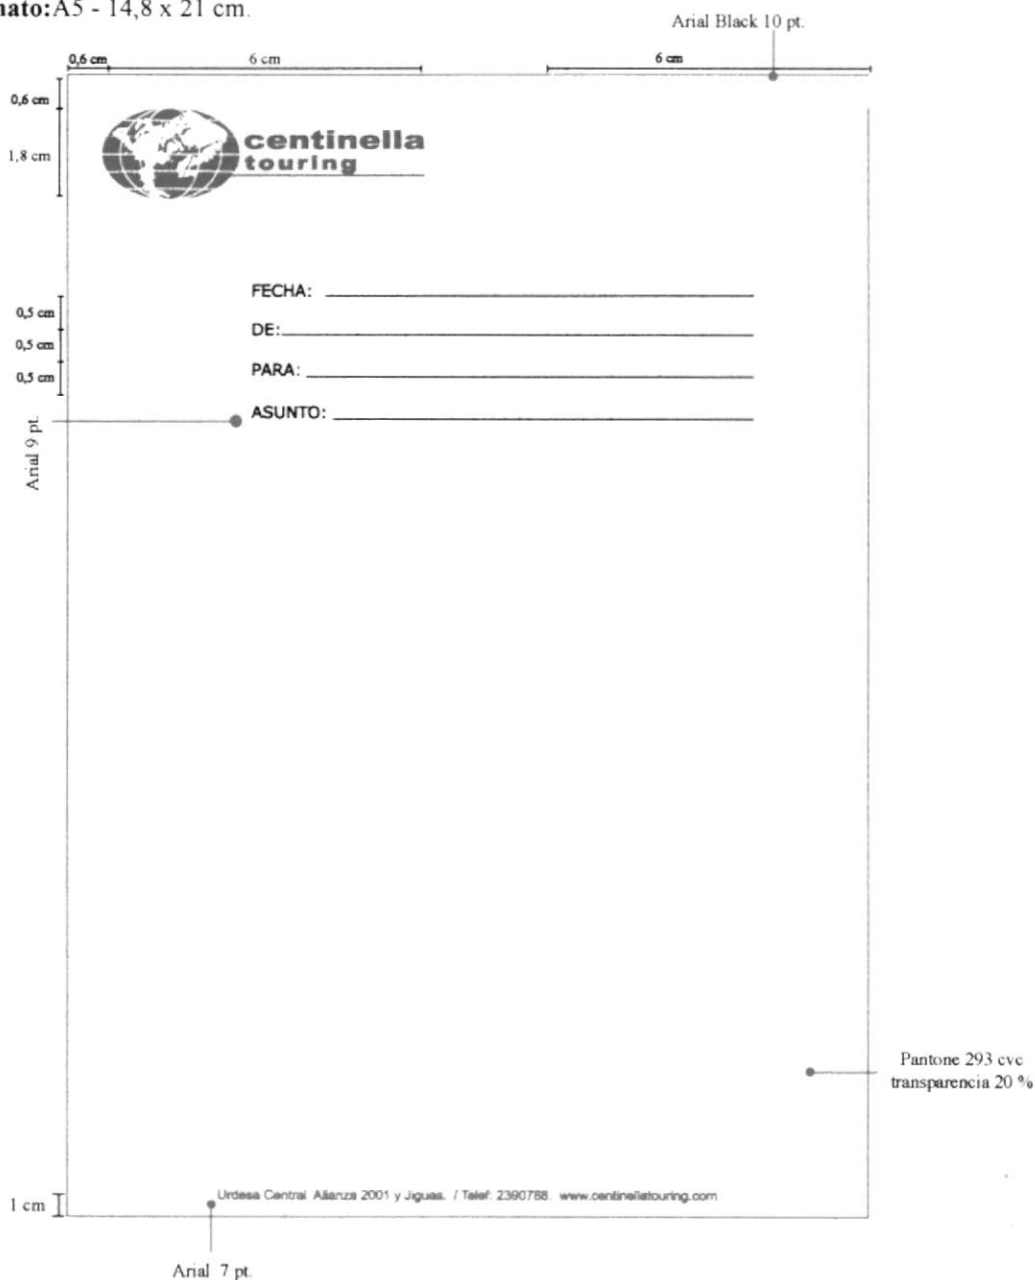 nato:A5 - 14,8 x 21 cm.
Arial Black 10 pt.
0,6 cm 6 cm 6 cm
0,6 cm
1,8 cm
centinella
touring
FECHA:
0,5 cm
DE:
0,5 cm
PARA:
0,5 cm
ASUNTO:
Arial 9 pt.
Pantone 293 cvc
transparencia 20 %
Urdesa Central Alianza 2001 y Jiguas. / Telef: 2390788. www.centinellatouring.com
1 cm
Arial 7 pt.